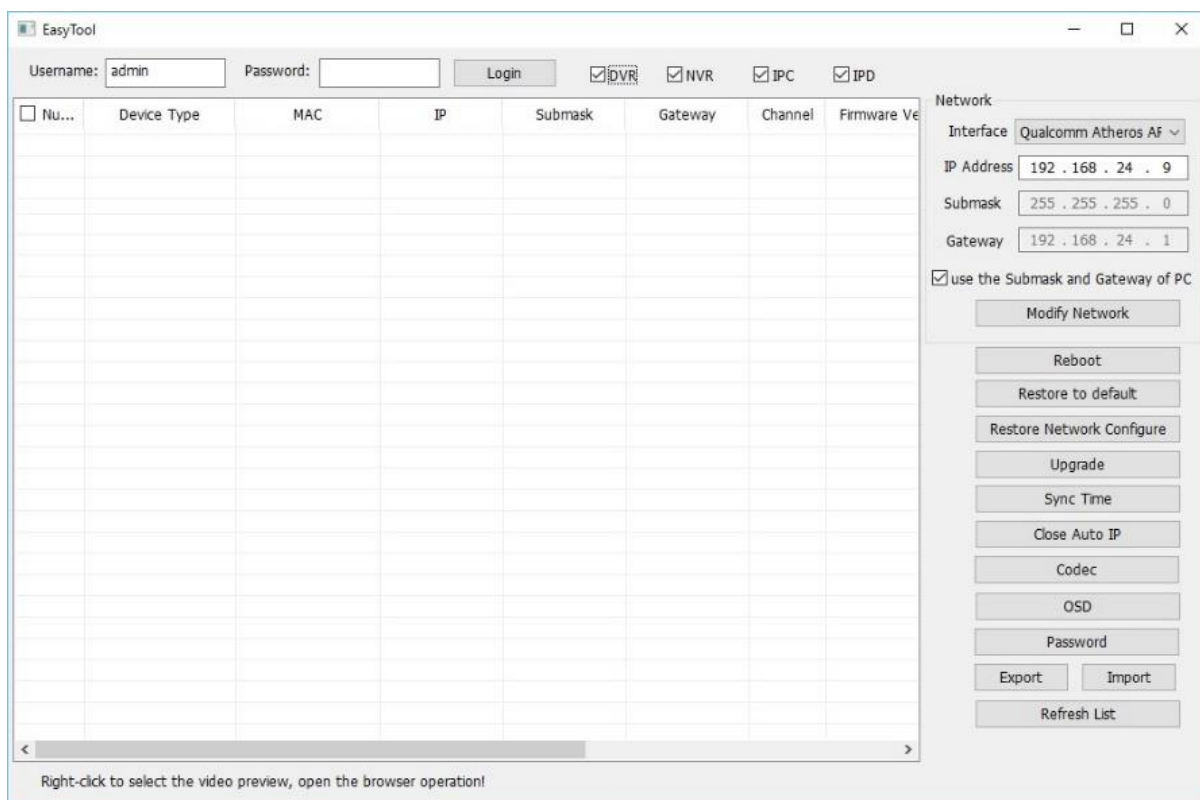 EasyTool
Username: admin Password: Login DVR NVR IPC IPD
Nu... Device Type MAC IP Submask Gateway Channel Firmware Ve
Network
Interface Qualcomm Atheros AF
IP Address 192 . 168 . 24 . 9
Submask 255 . 255 . 255 . 0
Gateway 192 . 168 . 24 . 1
use the Submask and Gateway of PC
Modify Network
Reboot
Restore to default
Restore Network Configure
Upgrade
Sync Time
Close Auto IP
Codec
OSD
Password
Export Import
Refresh List
Right-click to select the video preview, open the browser operation!